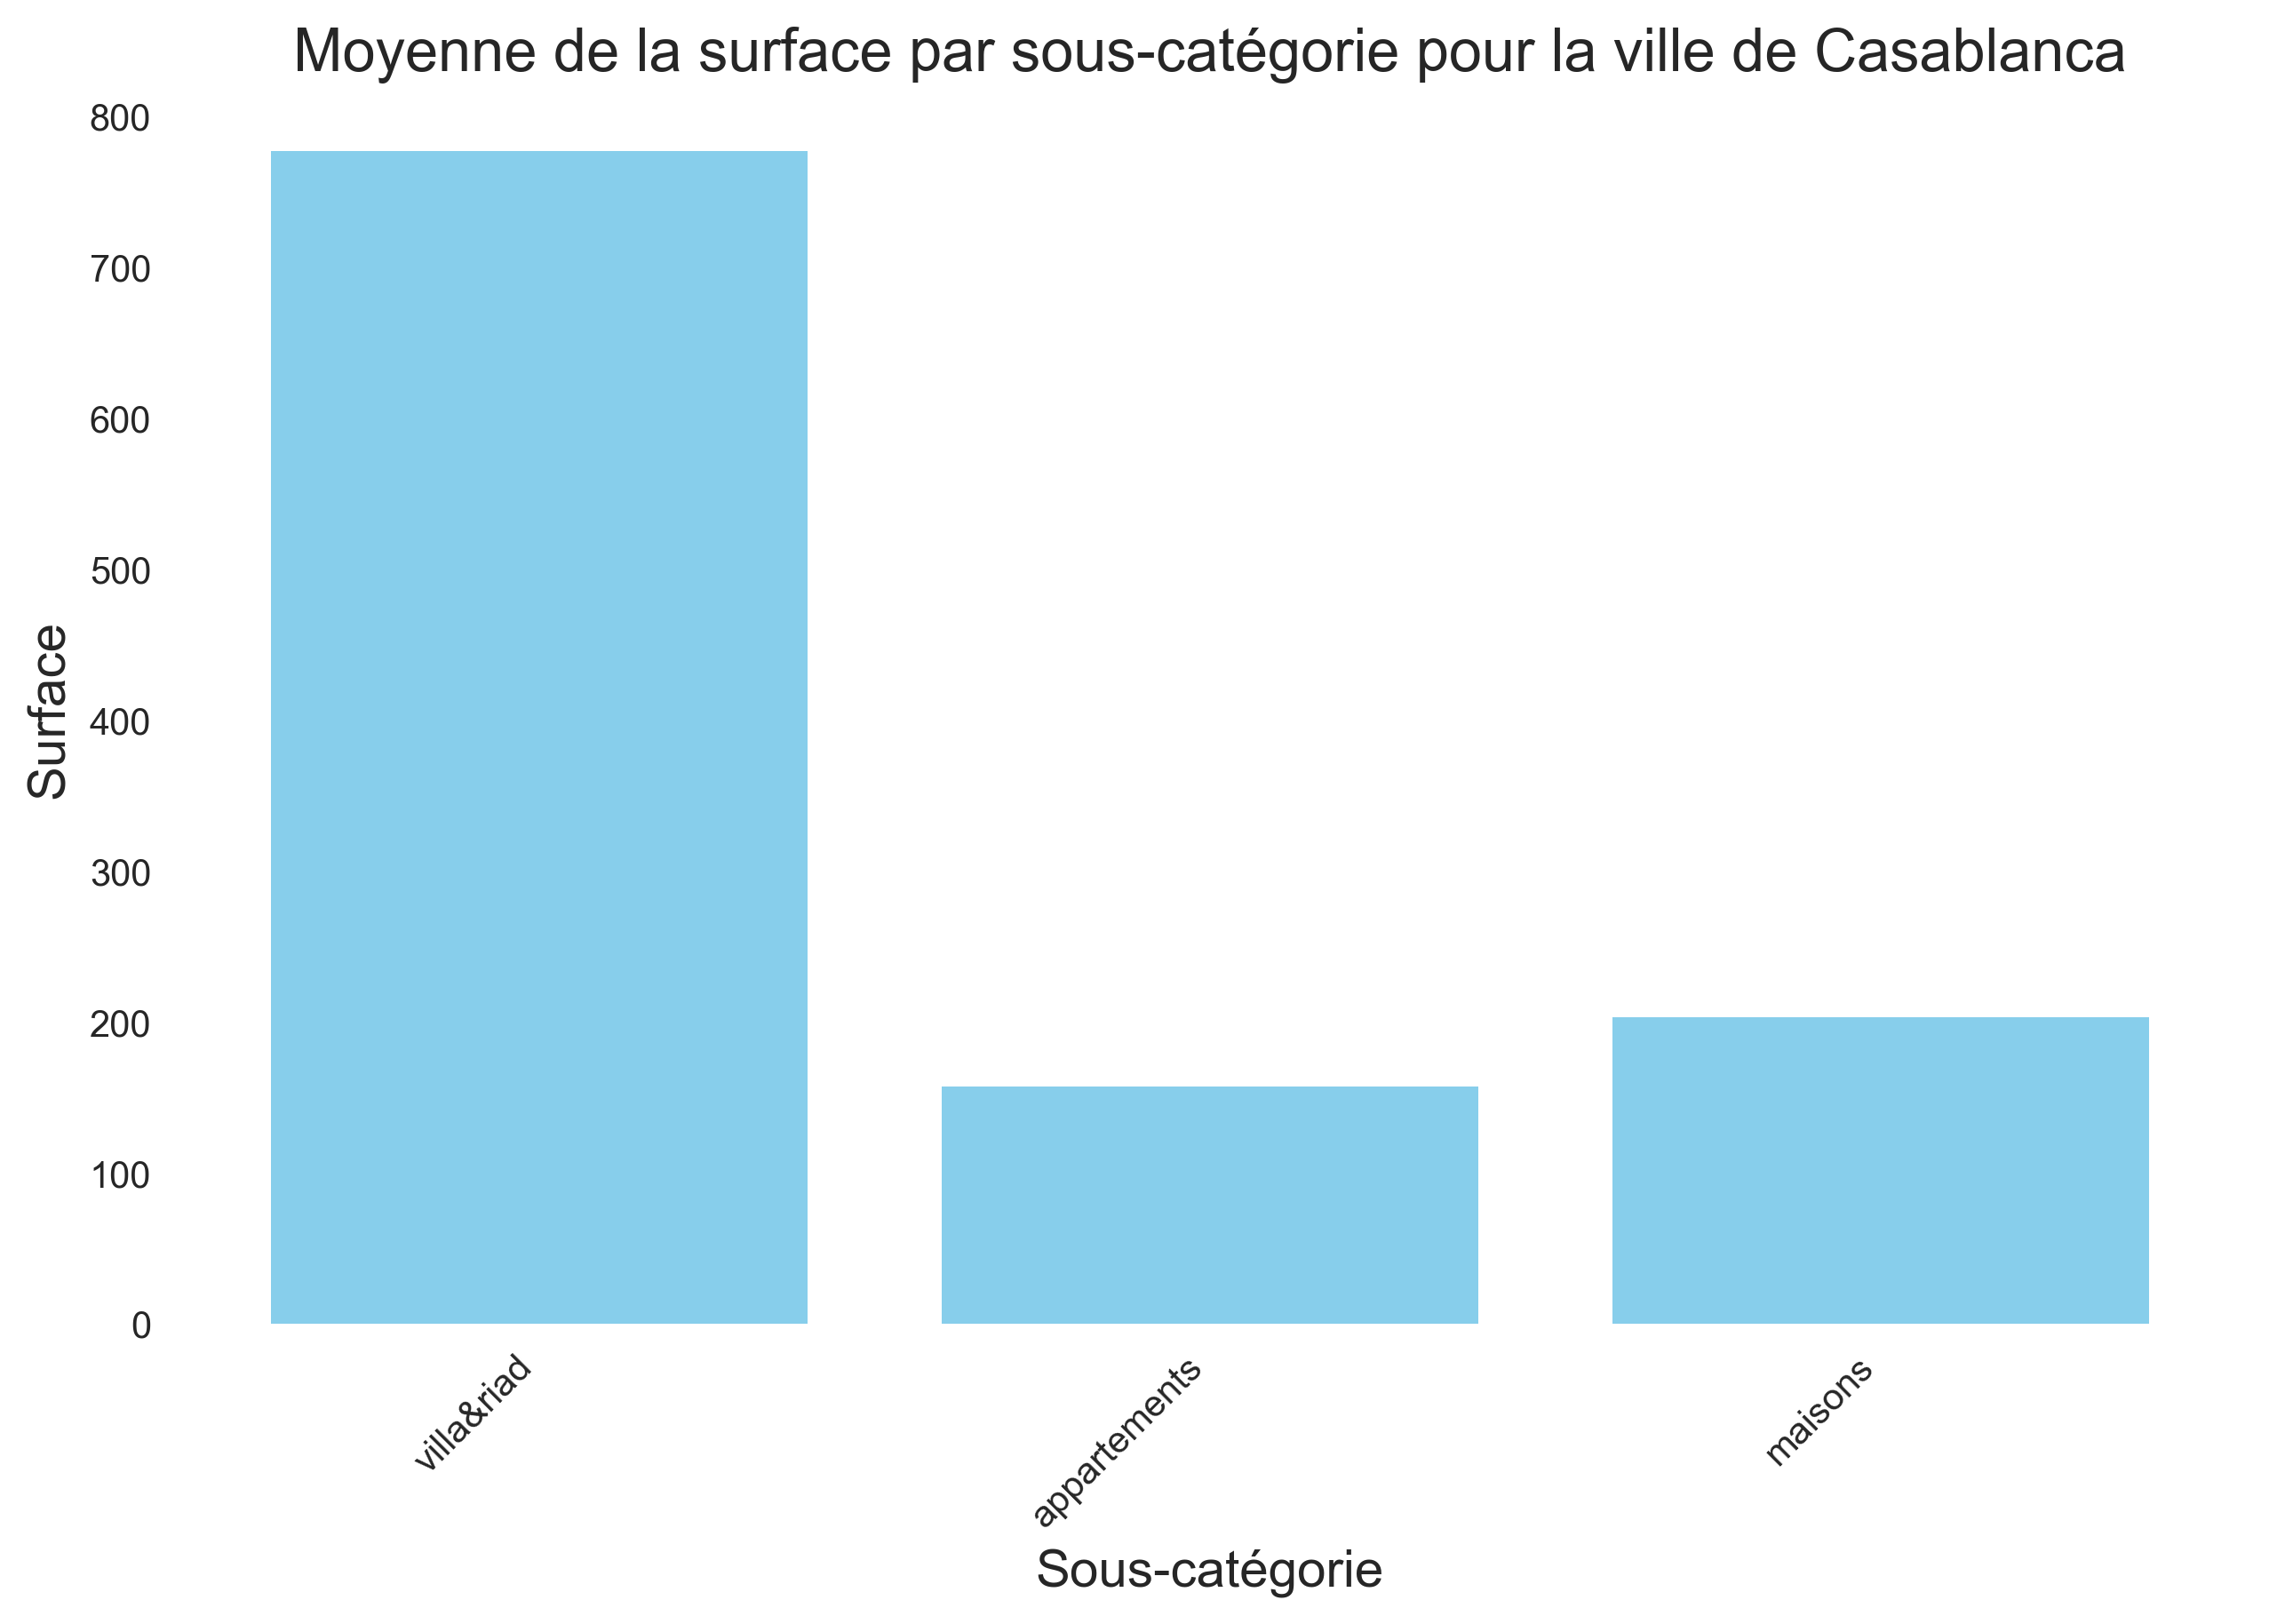 Moyenne de la surface par sous-catégorie pour la ville de Casablanca
800
700
600
500
400
300
200
100
0
Surface
villa&riad
appartements
maisons
Sous-catégorie